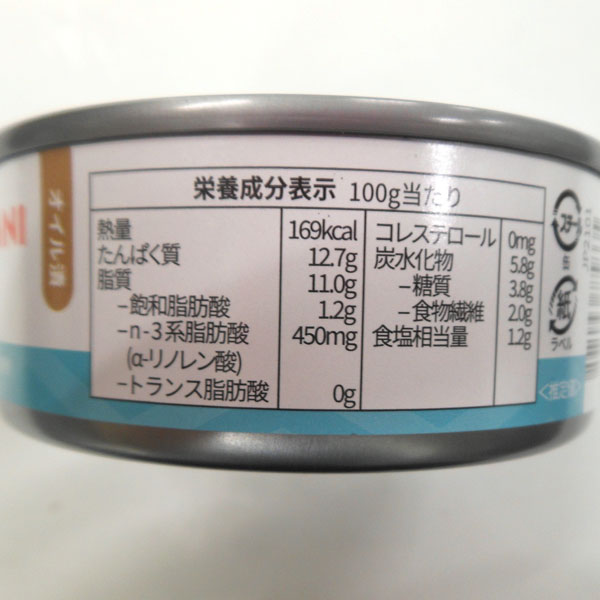 ANI
オイル漬
栄養成分表示 100g当たり
熱量 169kcal
たんぱく質 12.7g
脂質 11.0g
−飽和脂肪酸 1.2g
−n-3系脂肪酸 450mg
(α-リノレン酸)
−トランス脂肪酸 0g
コレステロール 0mg
炭水化物 5.8g
−糖質 3.8g
−食物繊維 2.0g
食塩相当量 1.2g
<推定値>
スチール
缶
紙
ラベル
JP2101